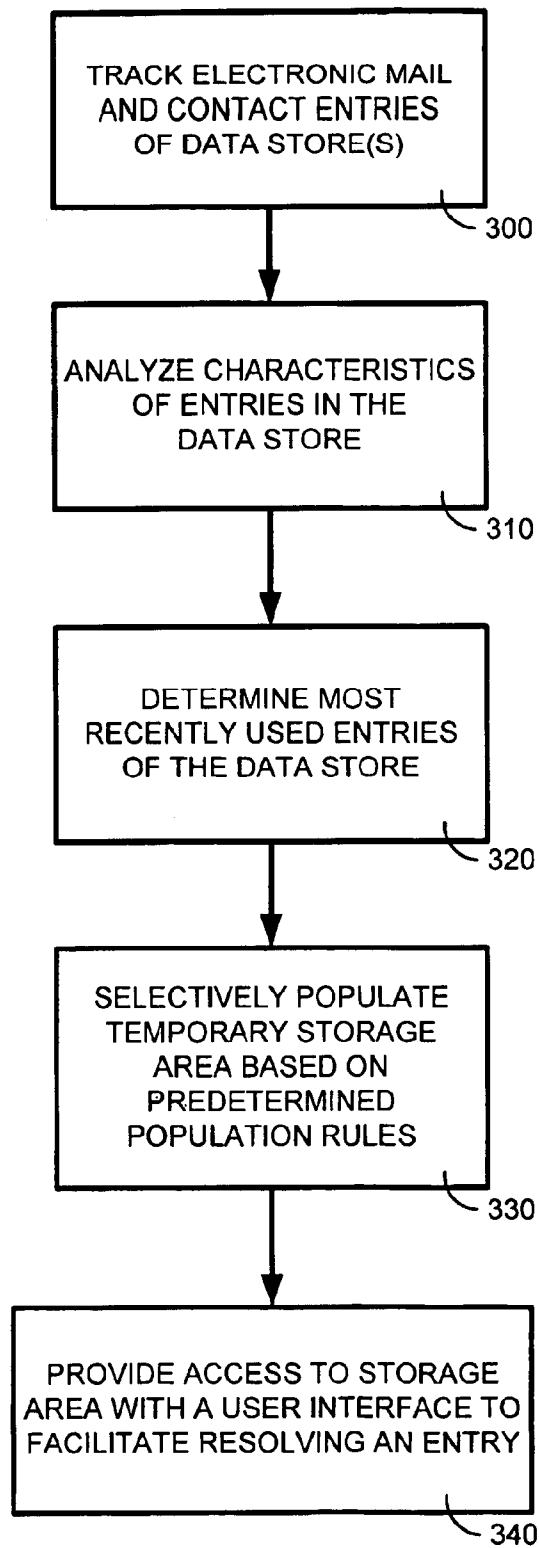 TRACK ELECTRONIC MAIL
AND CONTACT ENTRIES
OF DATA STORE(S)
300
ANALYZE CHARACTERISTICS
OF ENTRIES IN THE
DATA STORE
310
DETERMINE MOST
RECENTLY USED ENTRIES
OF THE DATA STORE
320
SELECTIVELY POPULATE
TEMPORARY STORAGE
AREA BASED ON
PREDETERMINED
POPULATION RULES
330
PROVIDE ACCESS TO STORAGE
AREA WITH A USER INTERFACE TO
FACILITATE RESOLVING AN ENTRY
340